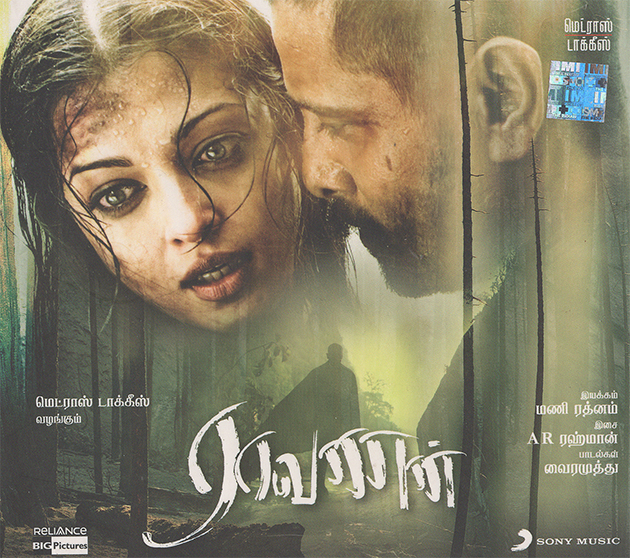 மெட்ராஸ்
டாக்கீஸ்
மெட்ராஸ் டாக்கீஸ்
வழங்கும்
ராவணன்
இயக்கம்
மணி ரத்னம்
இசை
AR ரஹ்மான்
பாடல்கள்
வைரமுத்து
RELIANCE
BIG Pictures
SONY MUSIC